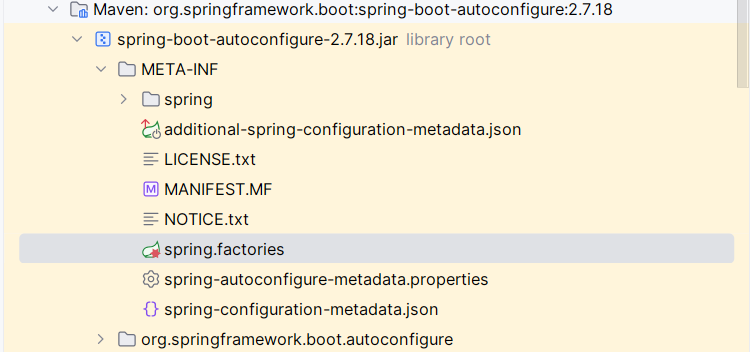 Maven: org.springframework.boot:spring-boot-autoconfigure:2.7.18
spring-boot-autoconfigure-2.7.18.jar library root
META-INF
spring
additional-spring-configuration-metadata.json
LICENSE.txt
M MANIFEST.MF
NOTICE.txt
spring.factories
spring-autoconfigure-metadata.properties
spring-configuration-metadata.json
org.springframework.boot.autoconfigure